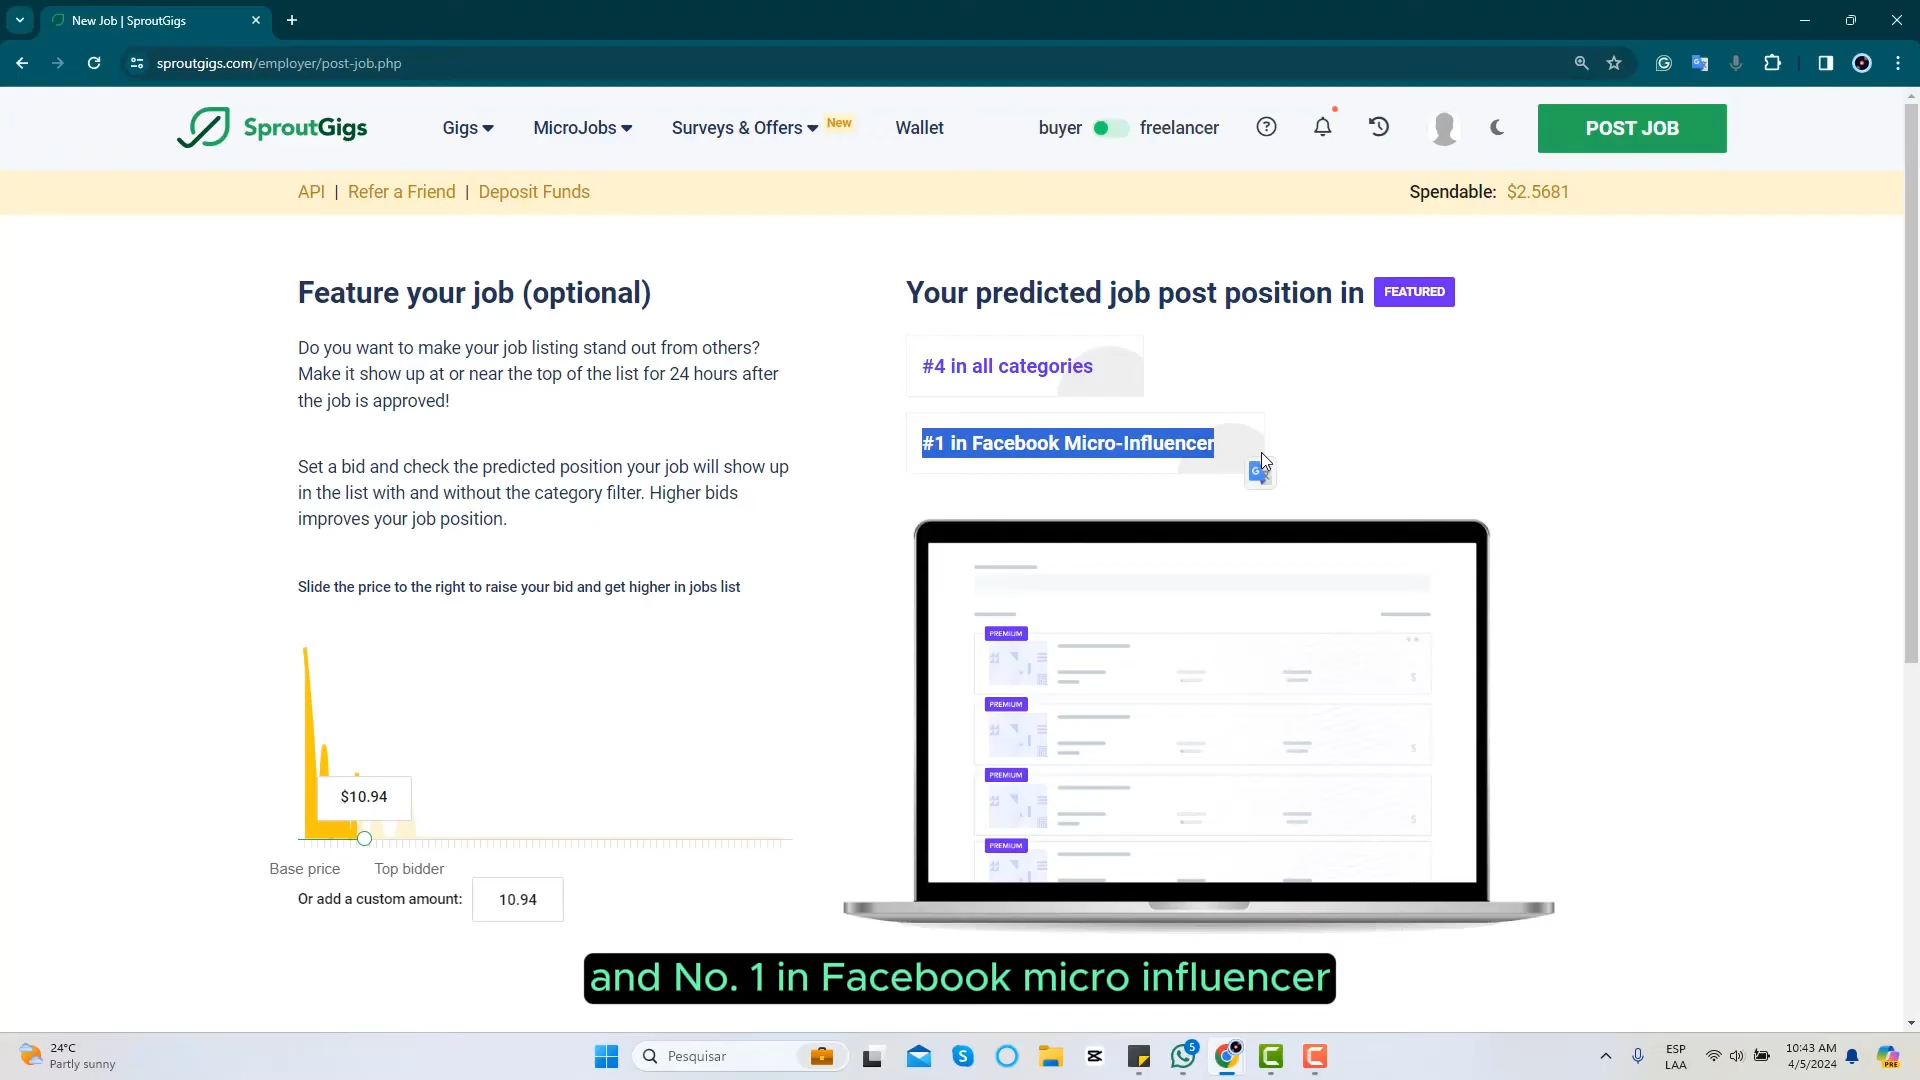 New Job | SproutGigs
sproutgigs.com/employer/post-job.php
SproutGigs
Gigs
MicroJobs
Surveys & Offers
New
Wallet
buyer
freelancer
POST JOB
API | Refer a Friend | Deposit Funds
Spendable: $2.5681
Feature your job (optional)
Do you want to make your job listing stand out from others?
Make it show up at or near the top of the list for 24 hours after
the job is approved!
Set a bid and check the predicted position your job will show up
in the list with and without the category filter. Higher bids
improves your job position.
Slide the price to the right to raise your bid and get higher in jobs list
$10.94
Base price
Top bidder
Or add a custom amount:
10.94
Your predicted job post position in
FEATURED
#4 in all categories
#1 in Facebook Micro-Influencer
PREMIUM
PREMIUM
PREMIUM
PREMIUM
and No. 1 in Facebook micro influencer
24°C
Partly sunny
Pesquisar
5
ESP
LAA
10:43 AM
4/5/2024
PRE